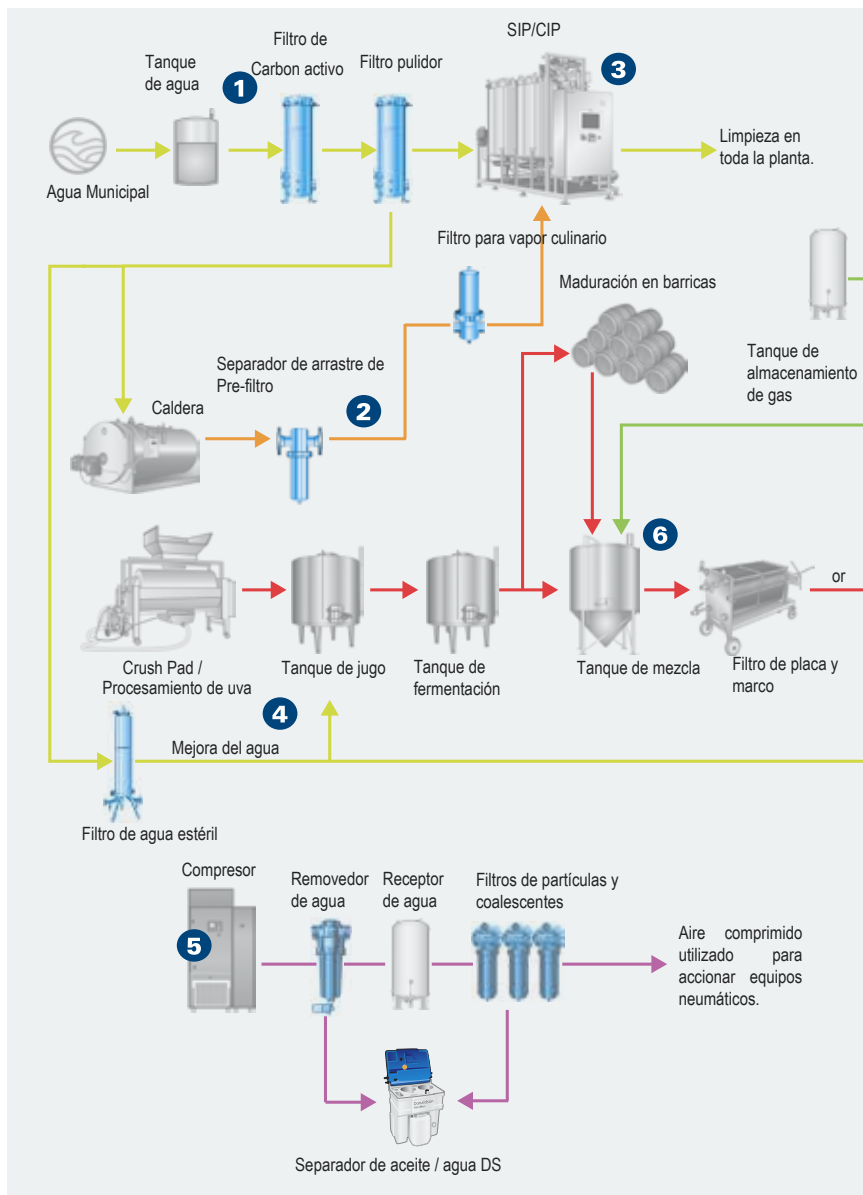 SIP/CIP
Tanque
de agua
Filtro de
Carbon activo
Filtro pulidor
1
3
Agua Municipal
Limpieza en
toda la planta.
Filtro para vapor culinario
Maduración en barricas
Separador de arrastre de
Pre-filtro
Tanque de
almacenamiento
de gas
Caldera
2
6
or
Crush Pad /
Procesamiento de uva
Tanque de jugo
Tanque de
fermentación
Tanque de mezcla
Filtro de placa y
marco
4
Mejora del agua
Filtro de agua estéril
Compresor
Removedor
de agua
Receptor
de agua
Filtros de partículas y
coalescentes
5
Aire comprimido
utilizado para
accionar equipos
neumáticos.
Separador de aceite / agua DS